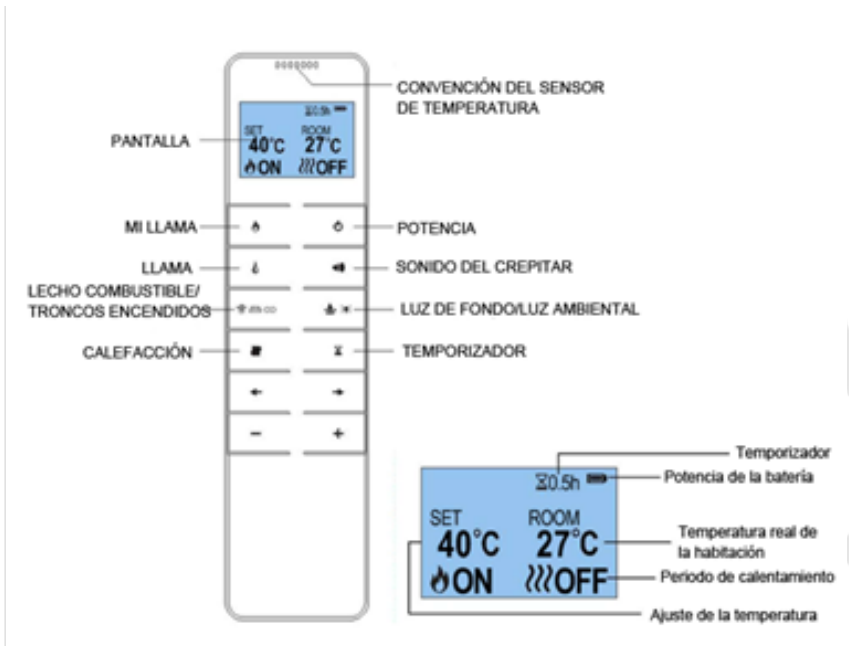 CONVENCIÓN DEL SENSOR
DE TEMPERATURA
PANTALLA
⌛0.5h
SET ROOM
40°C 27°C
ON OFF
MI LLAMA
POTENCIA
LLAMA
SONIDO DEL CREPITAR
LECHO COMBUSTIBLE/
TRONCOS ENCENDIDOS
LUZ DE FONDO/LUZ AMBIENTAL
CALEFACCIÓN
TEMPORIZADOR
← →
− +
Temporizador
⌛0.5h
Potencia de la batería
SET ROOM
40°C 27°C
Temperatura real de
la habitación
ON OFF
Periodo de calentamiento
Ajuste de la temperatura